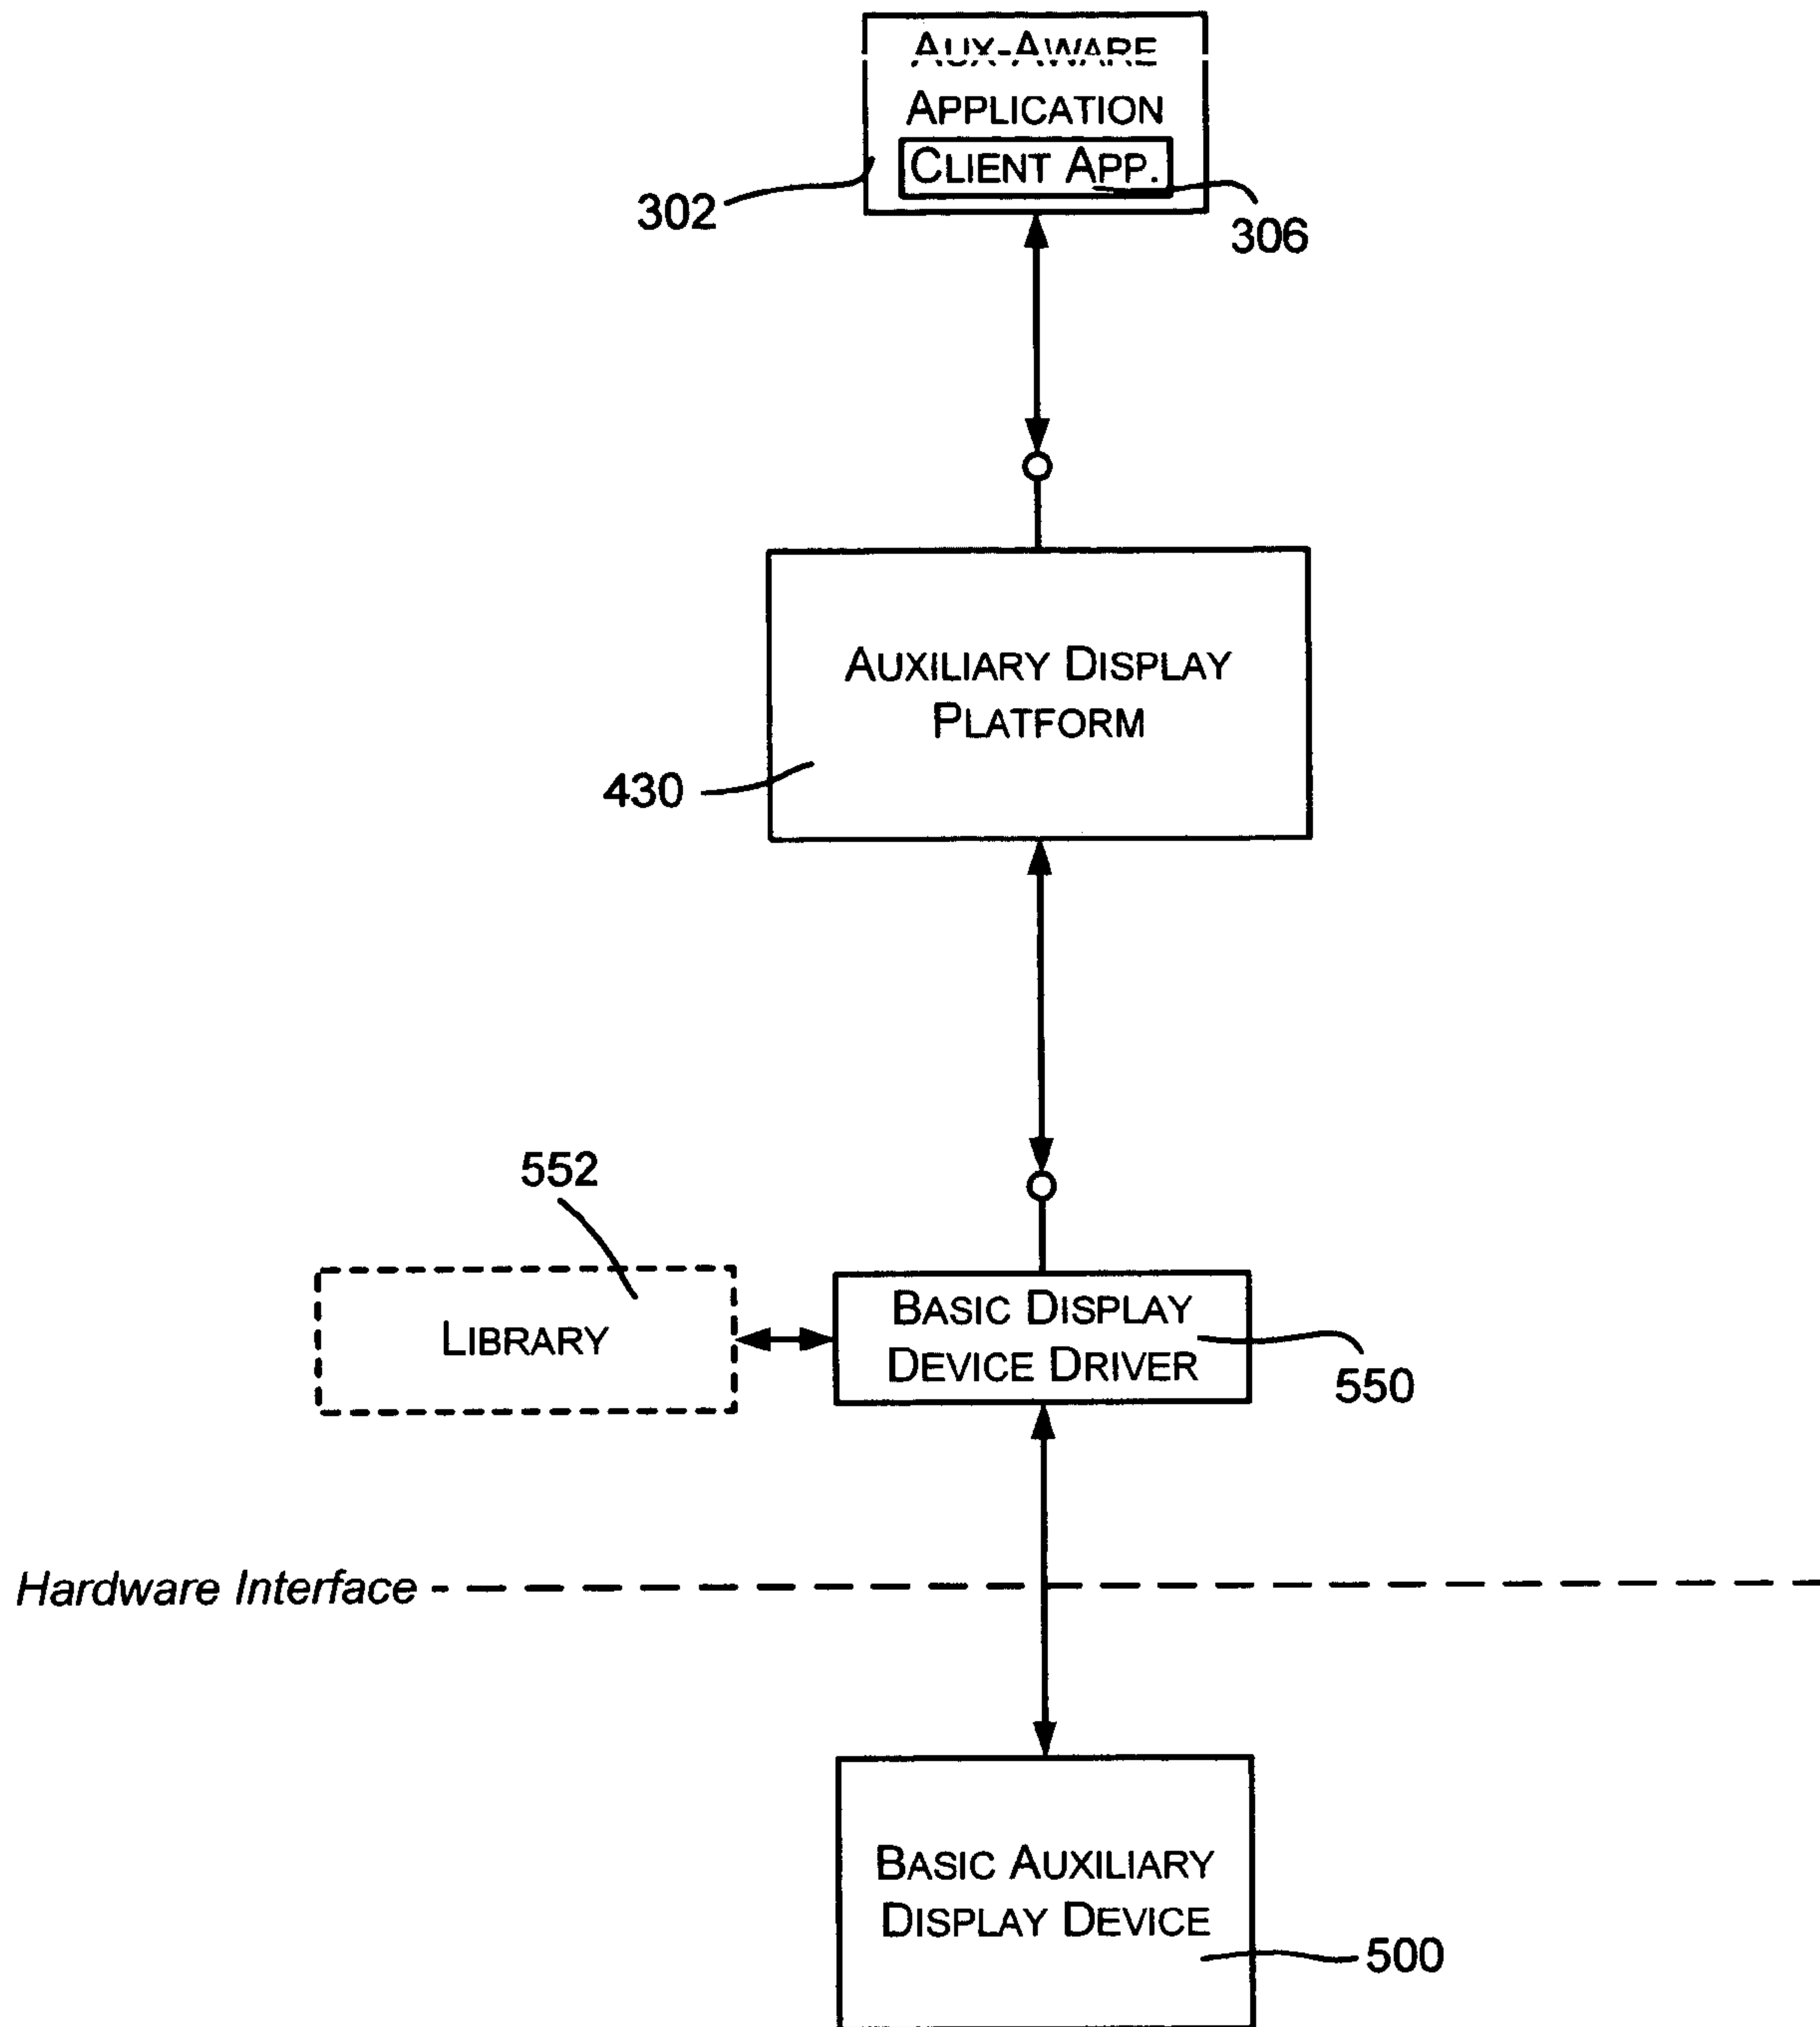 AUX-AWARE
APPLICATION
CLIENT APP.
302
306
AUXILIARY DISPLAY
PLATFORM
430
552
LIBRARY
BASIC DISPLAY
DEVICE DRIVER
550
Hardware Interface
BASIC AUXILIARY
DISPLAY DEVICE
500